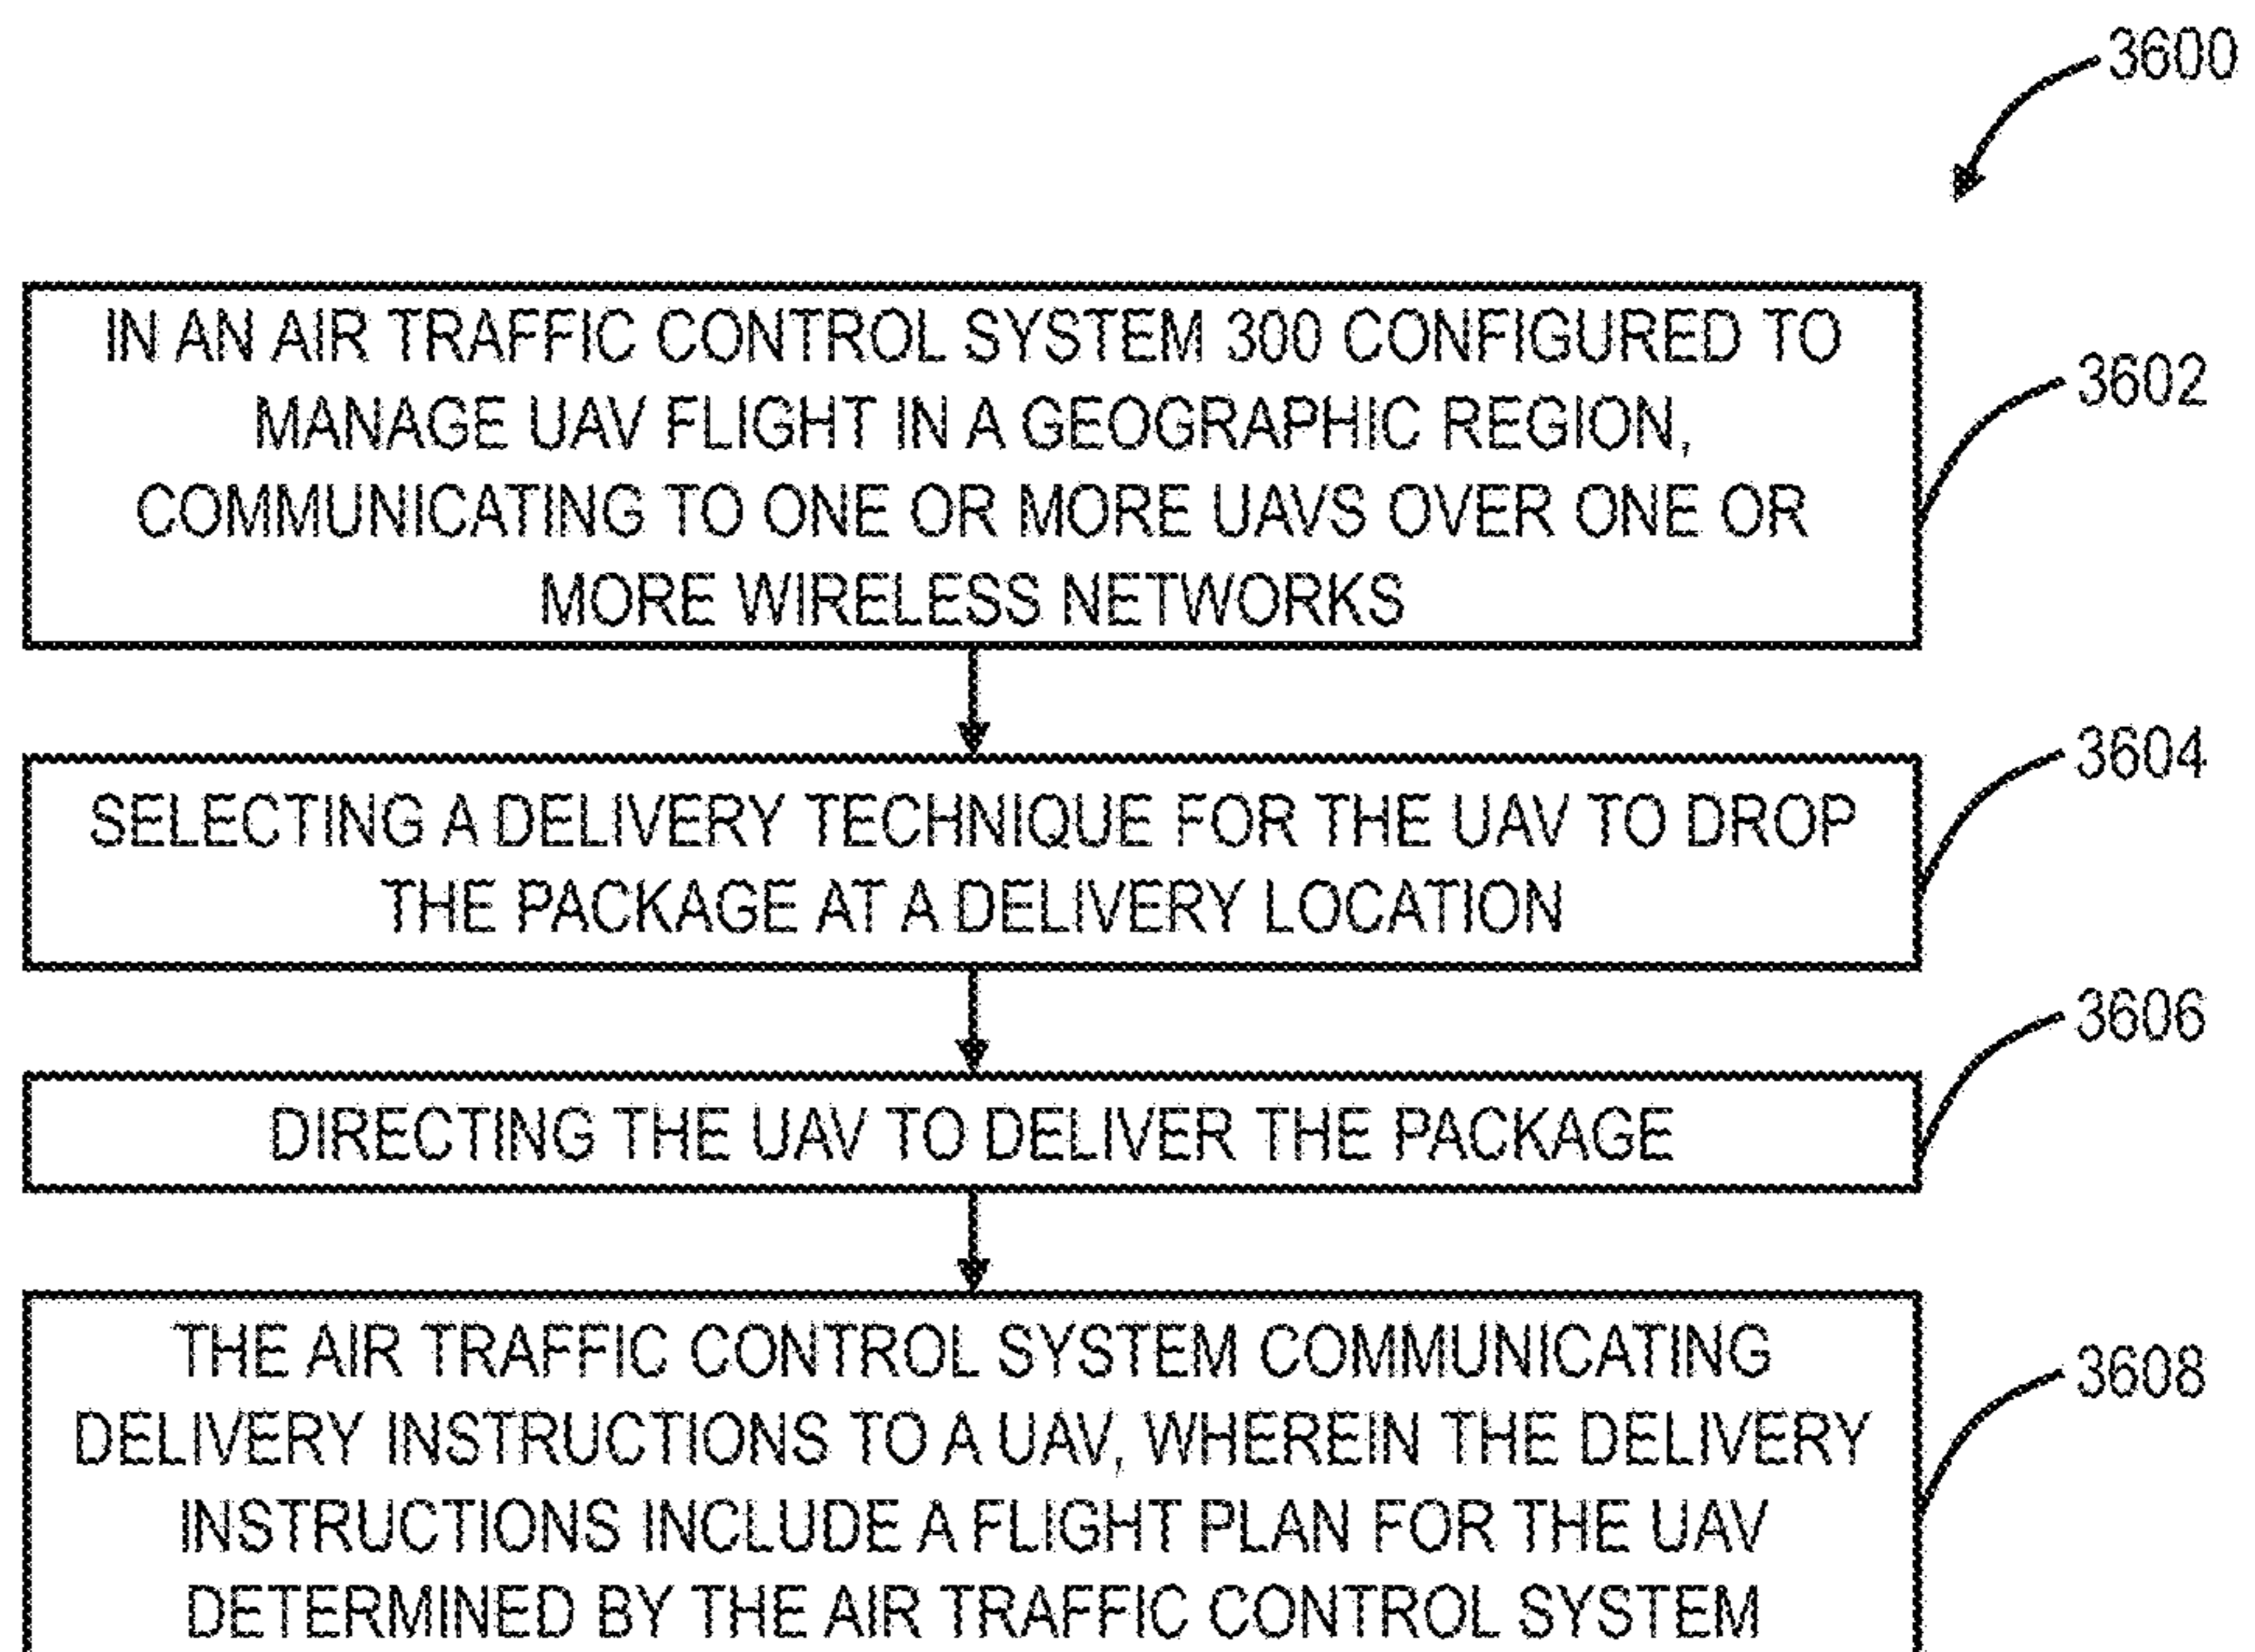 3600
IN AN AIR TRAFFIC CONTROL SYSTEM 300 CONFIGURED TO
MANAGE UAV FLIGHT IN A GEOGRAPHIC REGION,
3602
COMMUNICATING TO ONE OR MORE UAVS OVER ONE OR
MORE WIRELESS NETWORKS
3604
SELECTING A DELIVERY TECHNIQUE FOR THE UAV TO DROP
THE PACKAGE AT A DELIVERY LOCATION
3606
DIRECTING THE UAV TO DELIVER THE PACKAGE
THE AIR TRAFFIC CONTROL SYSTEM COMMUNICATING
3608
DELIVERY INSTRUCTIONS TO A UAV, WHEREIN THE DELIVERY
INSTRUCTIONS INCLUDE A FLIGHT PLAN FOR THE UAV
DETERMINED BY THE AIR TRAFFIC CONTROL SYSTEM